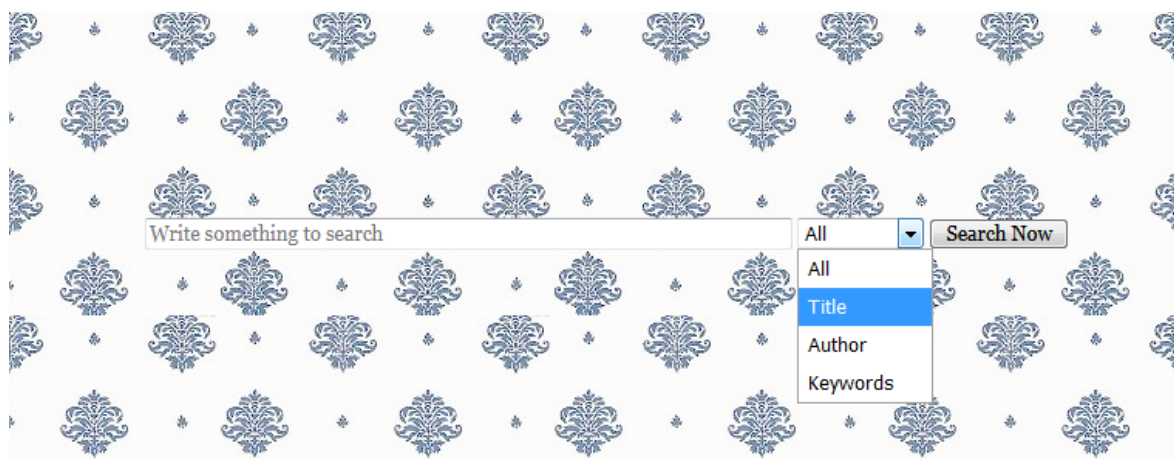 Write something to search All Search Now
All
Title
Author
Keywords